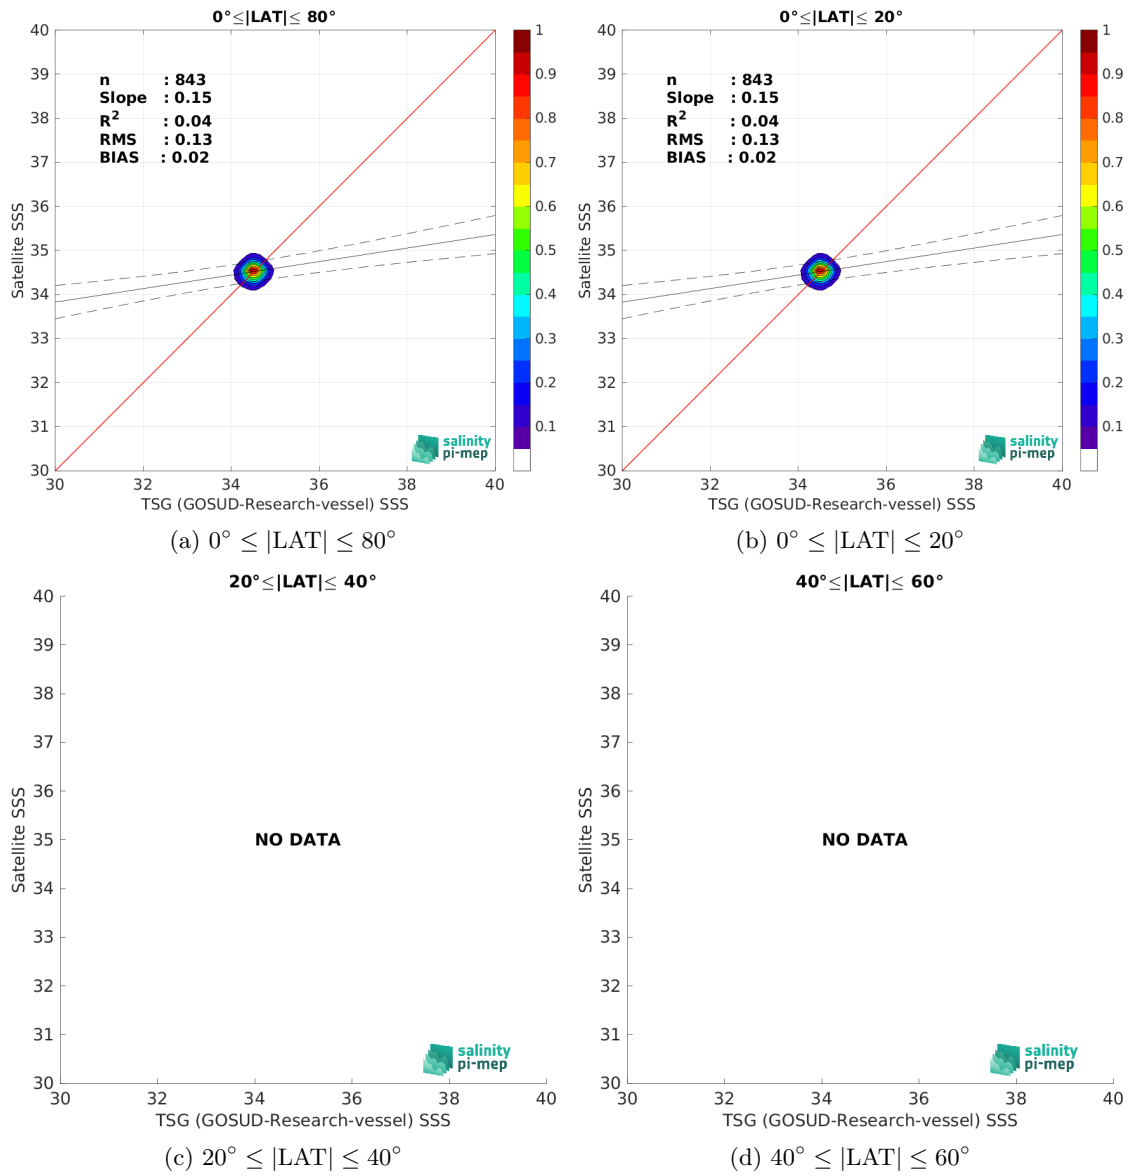 0°≤|LAT|≤ 80°
40
39
38
37
36
35
34
33
32
31
30
Satellite SSS
n : 843
Slope : 0.15
R² : 0.04
RMS : 0.13
BIAS : 0.02
1
0.9
0.8
0.7
0.6
0.5
0.4
0.3
0.2
0.1
salinity
pi-mep
30 32 34 36 38 40
TSG (GOSUD-Research-vessel) SSS
(a) 0° ≤ |LAT| ≤ 80°
0°≤|LAT|≤ 20°
40
39
38
37
36
35
34
33
32
31
30
Satellite SSS
n : 843
Slope : 0.15
R² : 0.04
RMS : 0.13
BIAS : 0.02
1
0.9
0.8
0.7
0.6
0.5
0.4
0.3
0.2
0.1
salinity
pi-mep
30 32 34 36 38 40
TSG (GOSUD-Research-vessel) SSS
(b) 0° ≤ |LAT| ≤ 20°
20°≤|LAT|≤ 40°
40
39
38
37
36
35
34
33
32
31
30
Satellite SSS
NO DATA
salinity
pi-mep
30 32 34 36 38 40
TSG (GOSUD-Research-vessel) SSS
(c) 20° ≤ |LAT| ≤ 40°
40°≤|LAT|≤ 60°
40
39
38
37
36
35
34
33
32
31
30
Satellite SSS
NO DATA
salinity
pi-mep
30 32 34 36 38 40
TSG (GOSUD-Research-vessel) SSS
(d) 40° ≤ |LAT| ≤ 60°